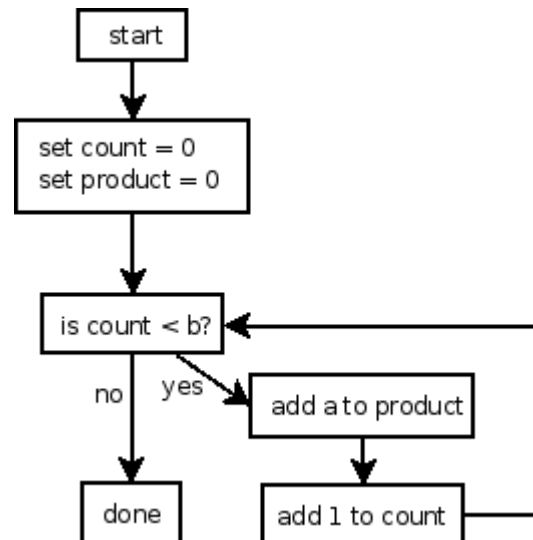 start
set count = 0
set product = 0
is count < b?
no
yes
add a to product
done
add 1 to count